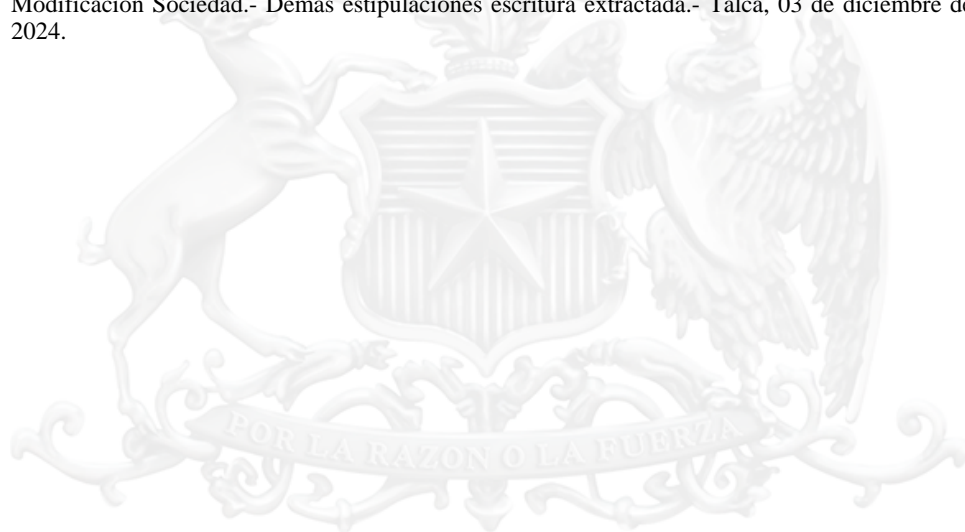 Modificación Sociedad.- Demás estipulaciones escritura extractada.- Talca, 03 de diciembre de
2024.
POR LA RAZON O LA FUERZA